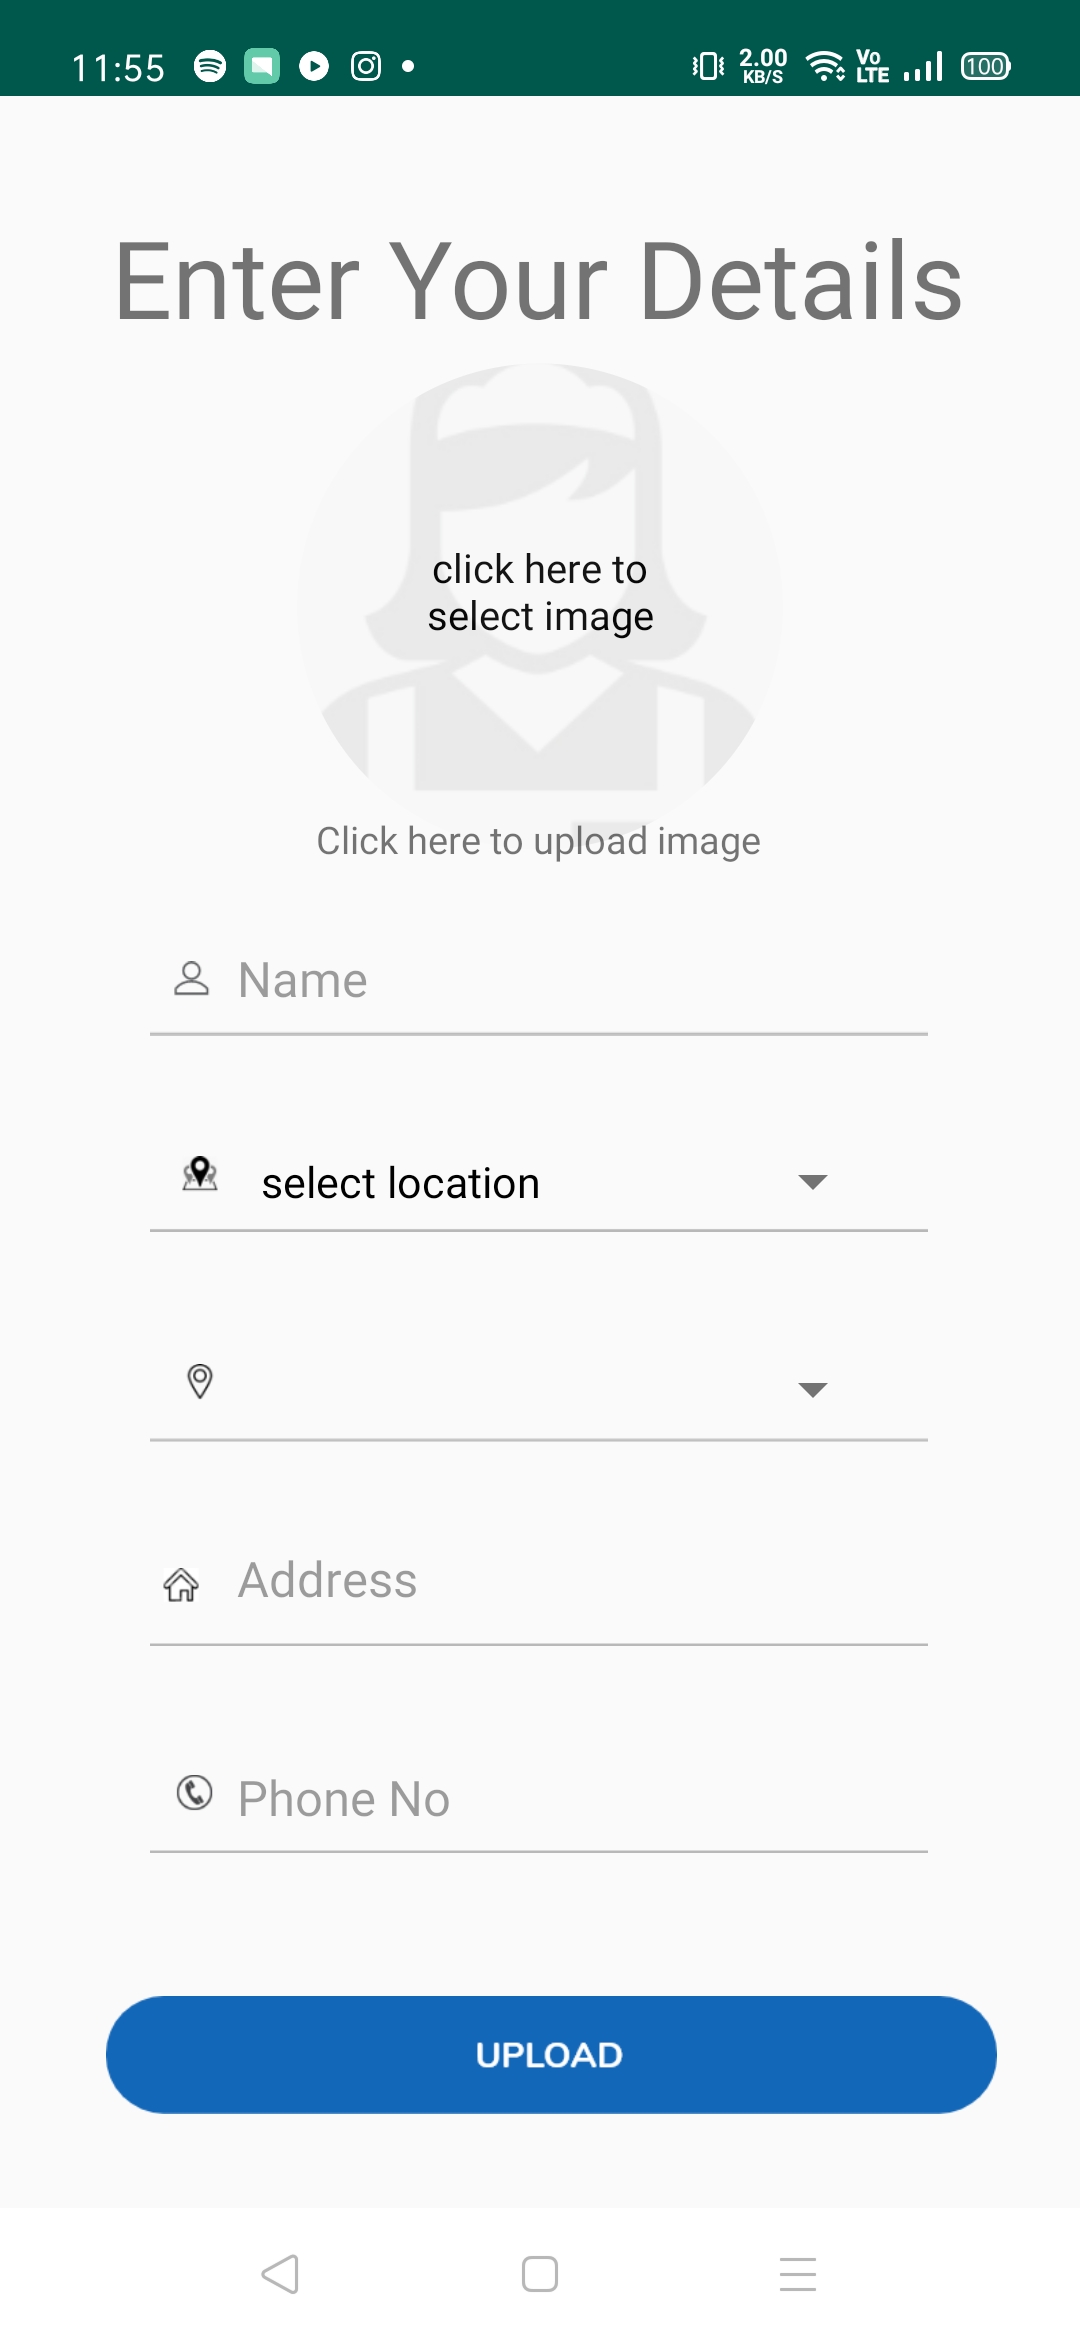 11:55 2.00 KB/S Vo LTE 100
Enter Your Details
click here to
select image
Click here to upload image
Name
select location
Address
Phone No
UPLOAD